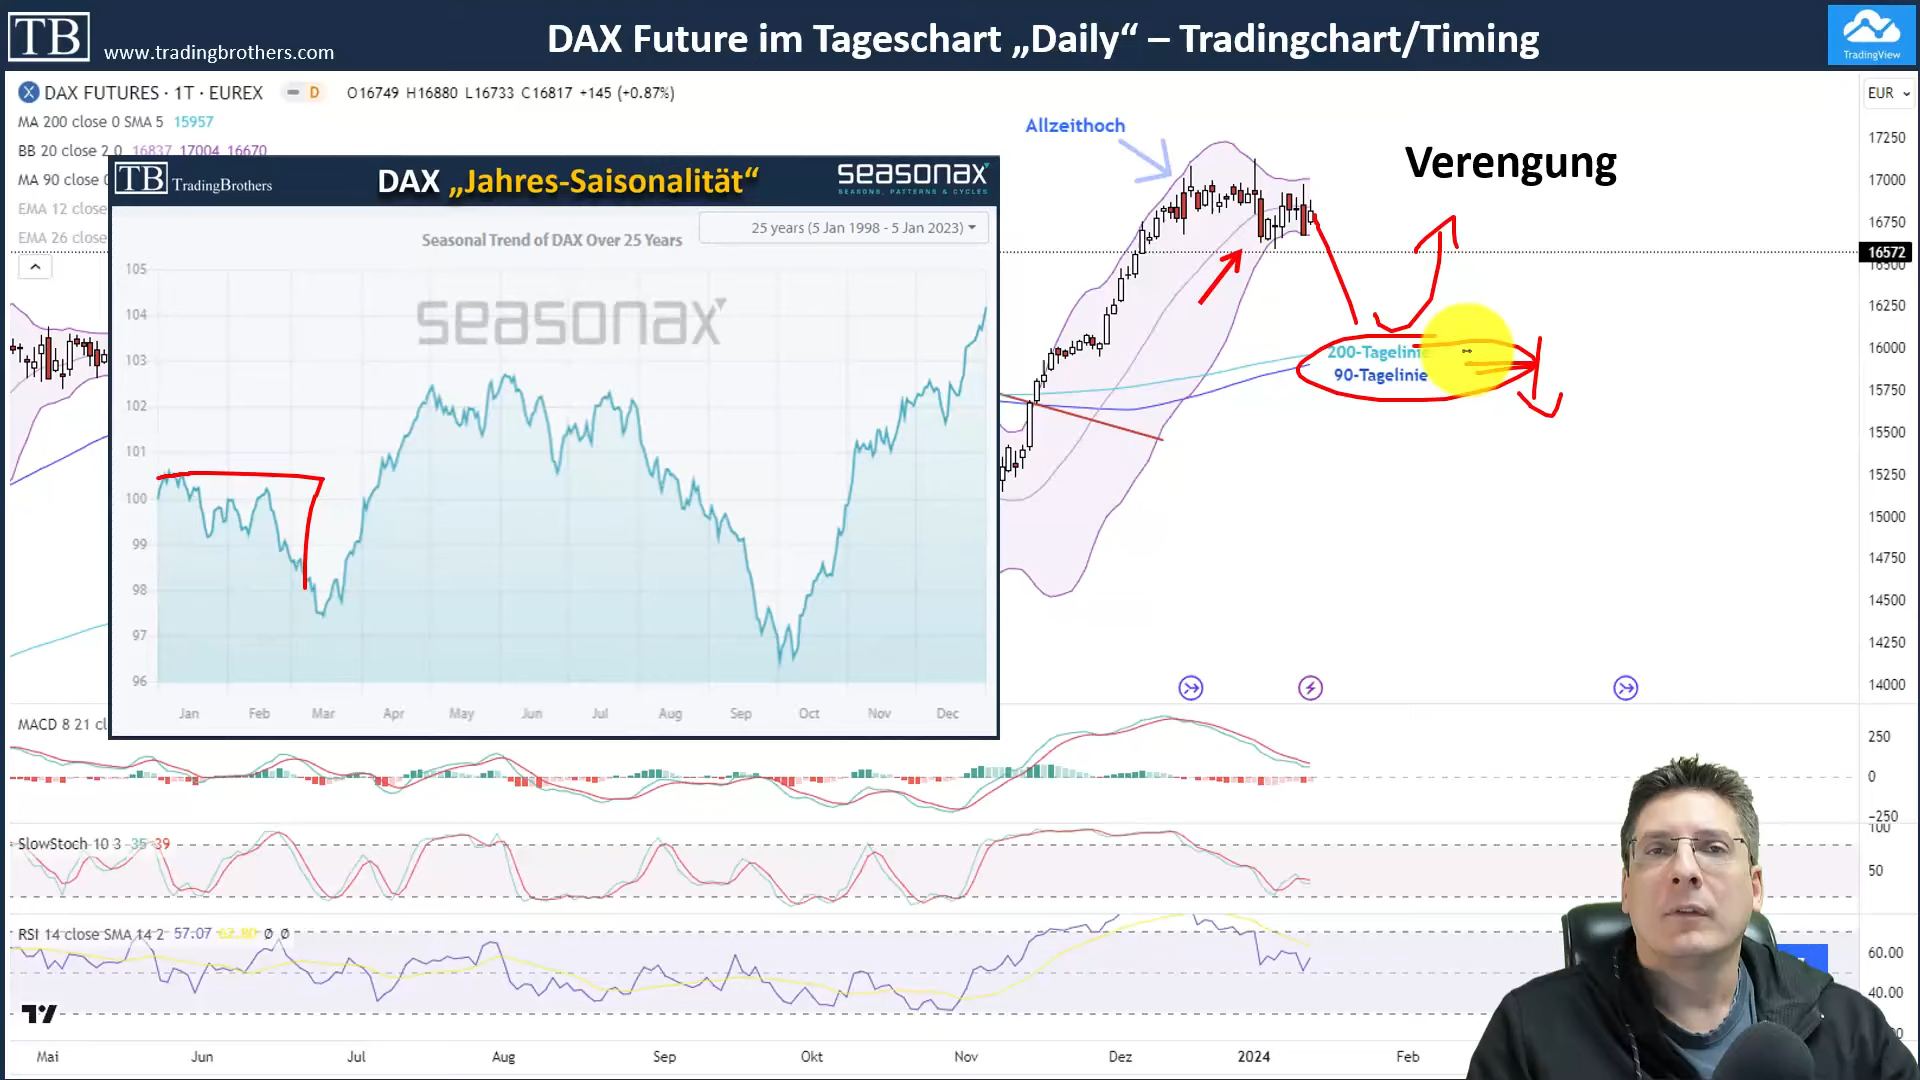 TB
www.tradingbrothers.com
DAX Future im Tageschart „Daily“ – Tradingchart/Timing
TradingView
DAX FUTURES · 1T · EUREX D O16749 H16880 L16733 C16817 +145 (+0.87%)
EUR
MA 200 close 0 SMA 5 15957
BB 20 close 2.0 16837 17004 16670
MA 90 close
EMA 12 close
EMA 26 close
TB TradingBrothers
DAX „Jahres-Saisonalität“
seasonax
SEASONS, PATTERNS & CYCLES
Seasonal Trend of DAX Over 25 Years
25 years (5 Jan 1998 - 5 Jan 2023)
seasonax
105
104
103
102
101
100
99
98
97
96
Jan Feb Mar Apr May Jun Jul Aug Sep Oct Nov Dec
Allzeithoch
Verengung
200-Tagelinie
90-Tagelinie
17250
17000
16750
16572
16500
16250
16000
15750
15500
15250
15000
14750
14500
14250
14000
MACD 8 21 cl
250
0
-250
SlowStoch 10 3 35 39
100
50
RSI 14 close SMA 14 2 57.07 62.80 Ø Ø
60.00
40.00
Mai Jun Jul Aug Sep Okt Nov Dez 2024 Feb